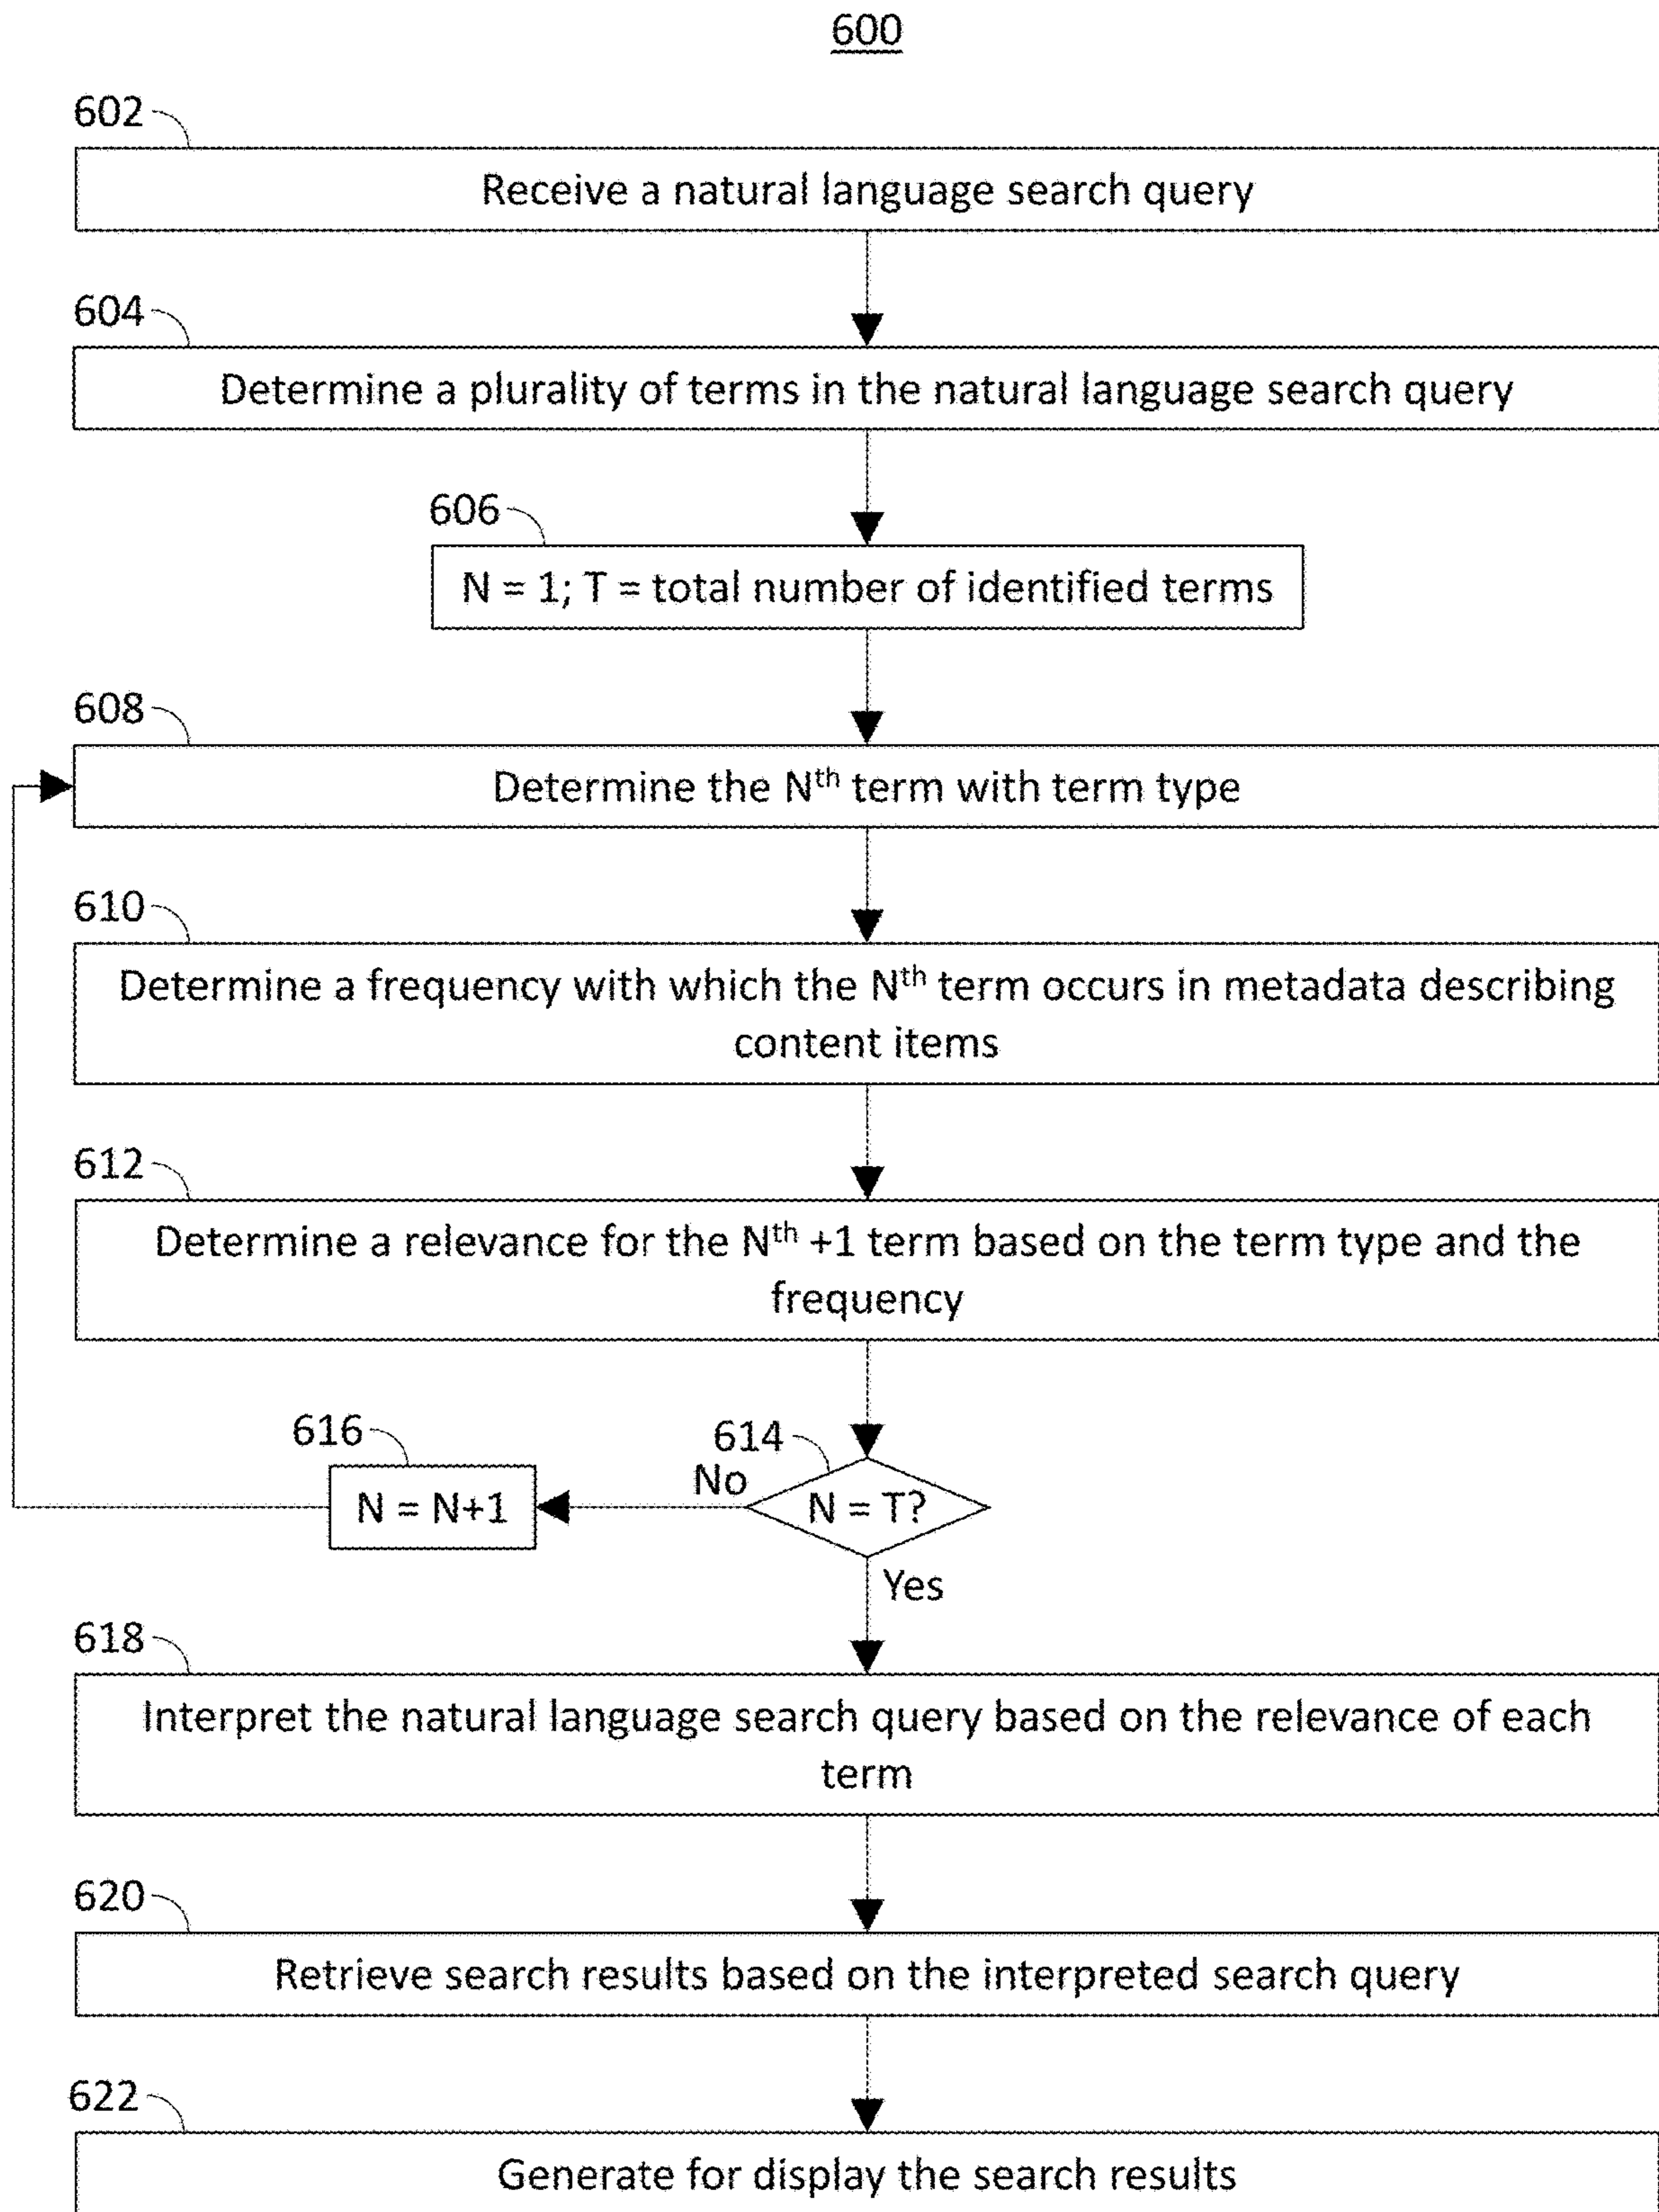 600
602
Receive a natural language search query
604
Determine a plurality of terms in the natural language search query
606
N = 1; T = total number of identified terms
608
Determine the Nth term with term type
610
Determine a frequency with which the Nth term occurs in metadata describing
content items
612
Determine a relevance for the Nth +1 term based on the term type and the
frequency
616
614
No
N = N+1
N = T?
Yes
618
Interpret the natural language search query based on the relevance of each
term
620
Retrieve search results based on the interpreted search query
622
Generate for display the search results